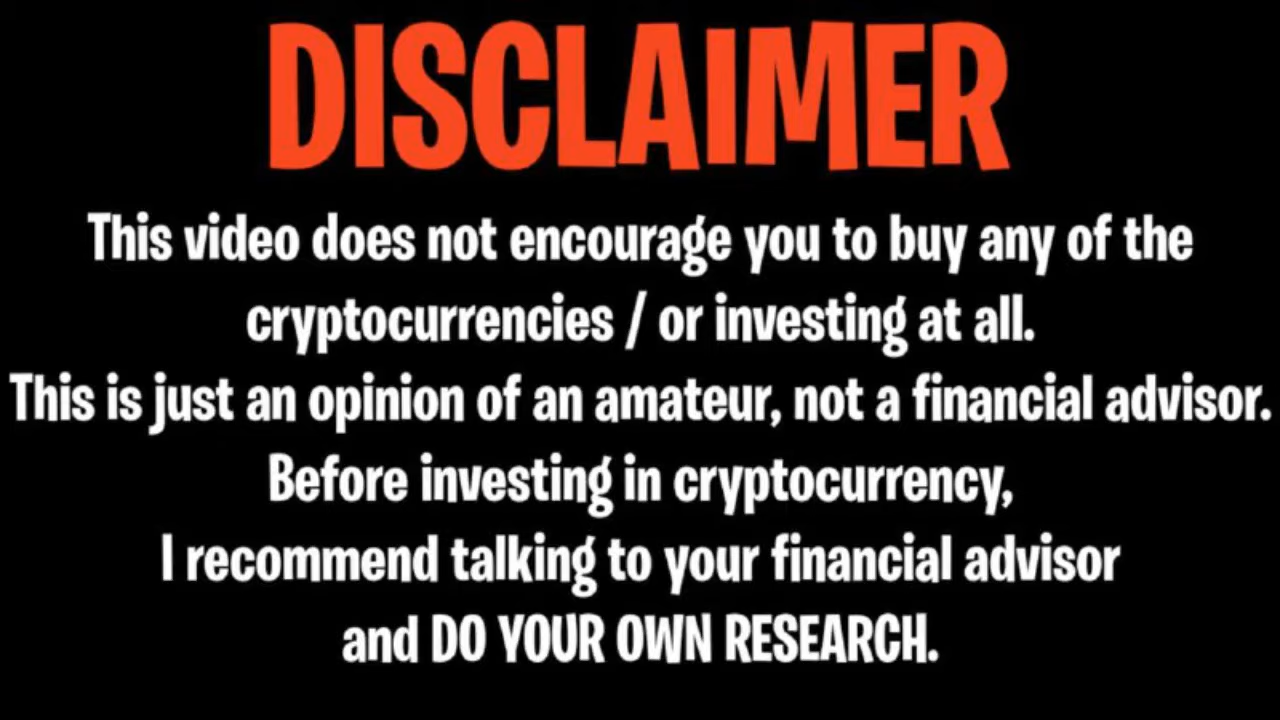 DISCLAIMER
This video does not encourage you to buy any of the
cryptocurrencies / or investing at all.
This is just an opinion of an amateur, not a financial advisor.
Before investing in cryptocurrency,
I recommend talking to your financial advisor
and DO YOUR OWN RESEARCH.